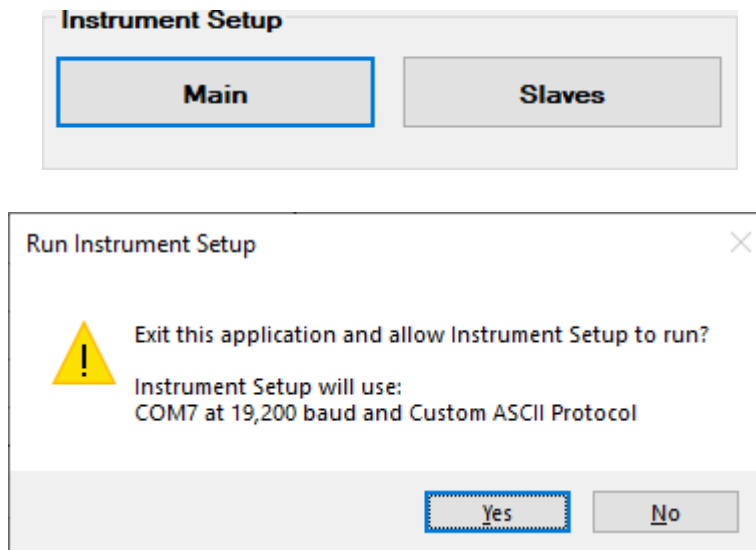 Instrument Setup
Main
Slaves
Run Instrument Setup
Exit this application and allow Instrument Setup to run?
Instrument Setup will use:
COM7 at 19,200 baud and Custom ASCII Protocol
Yes
No